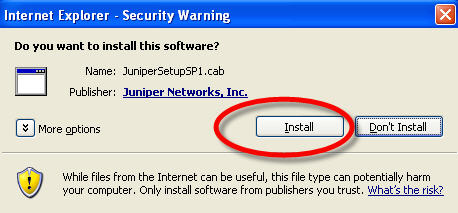 Internet Explorer - Security Warning
Do you want to install this software?
Name: JuniperSetupSP1.cab
Publisher: Juniper Networks, Inc.
More options
Install
Don't Install
While files from the Internet can be useful, this file type can potentially harm
your computer. Only install software from publishers you trust. What's the risk?